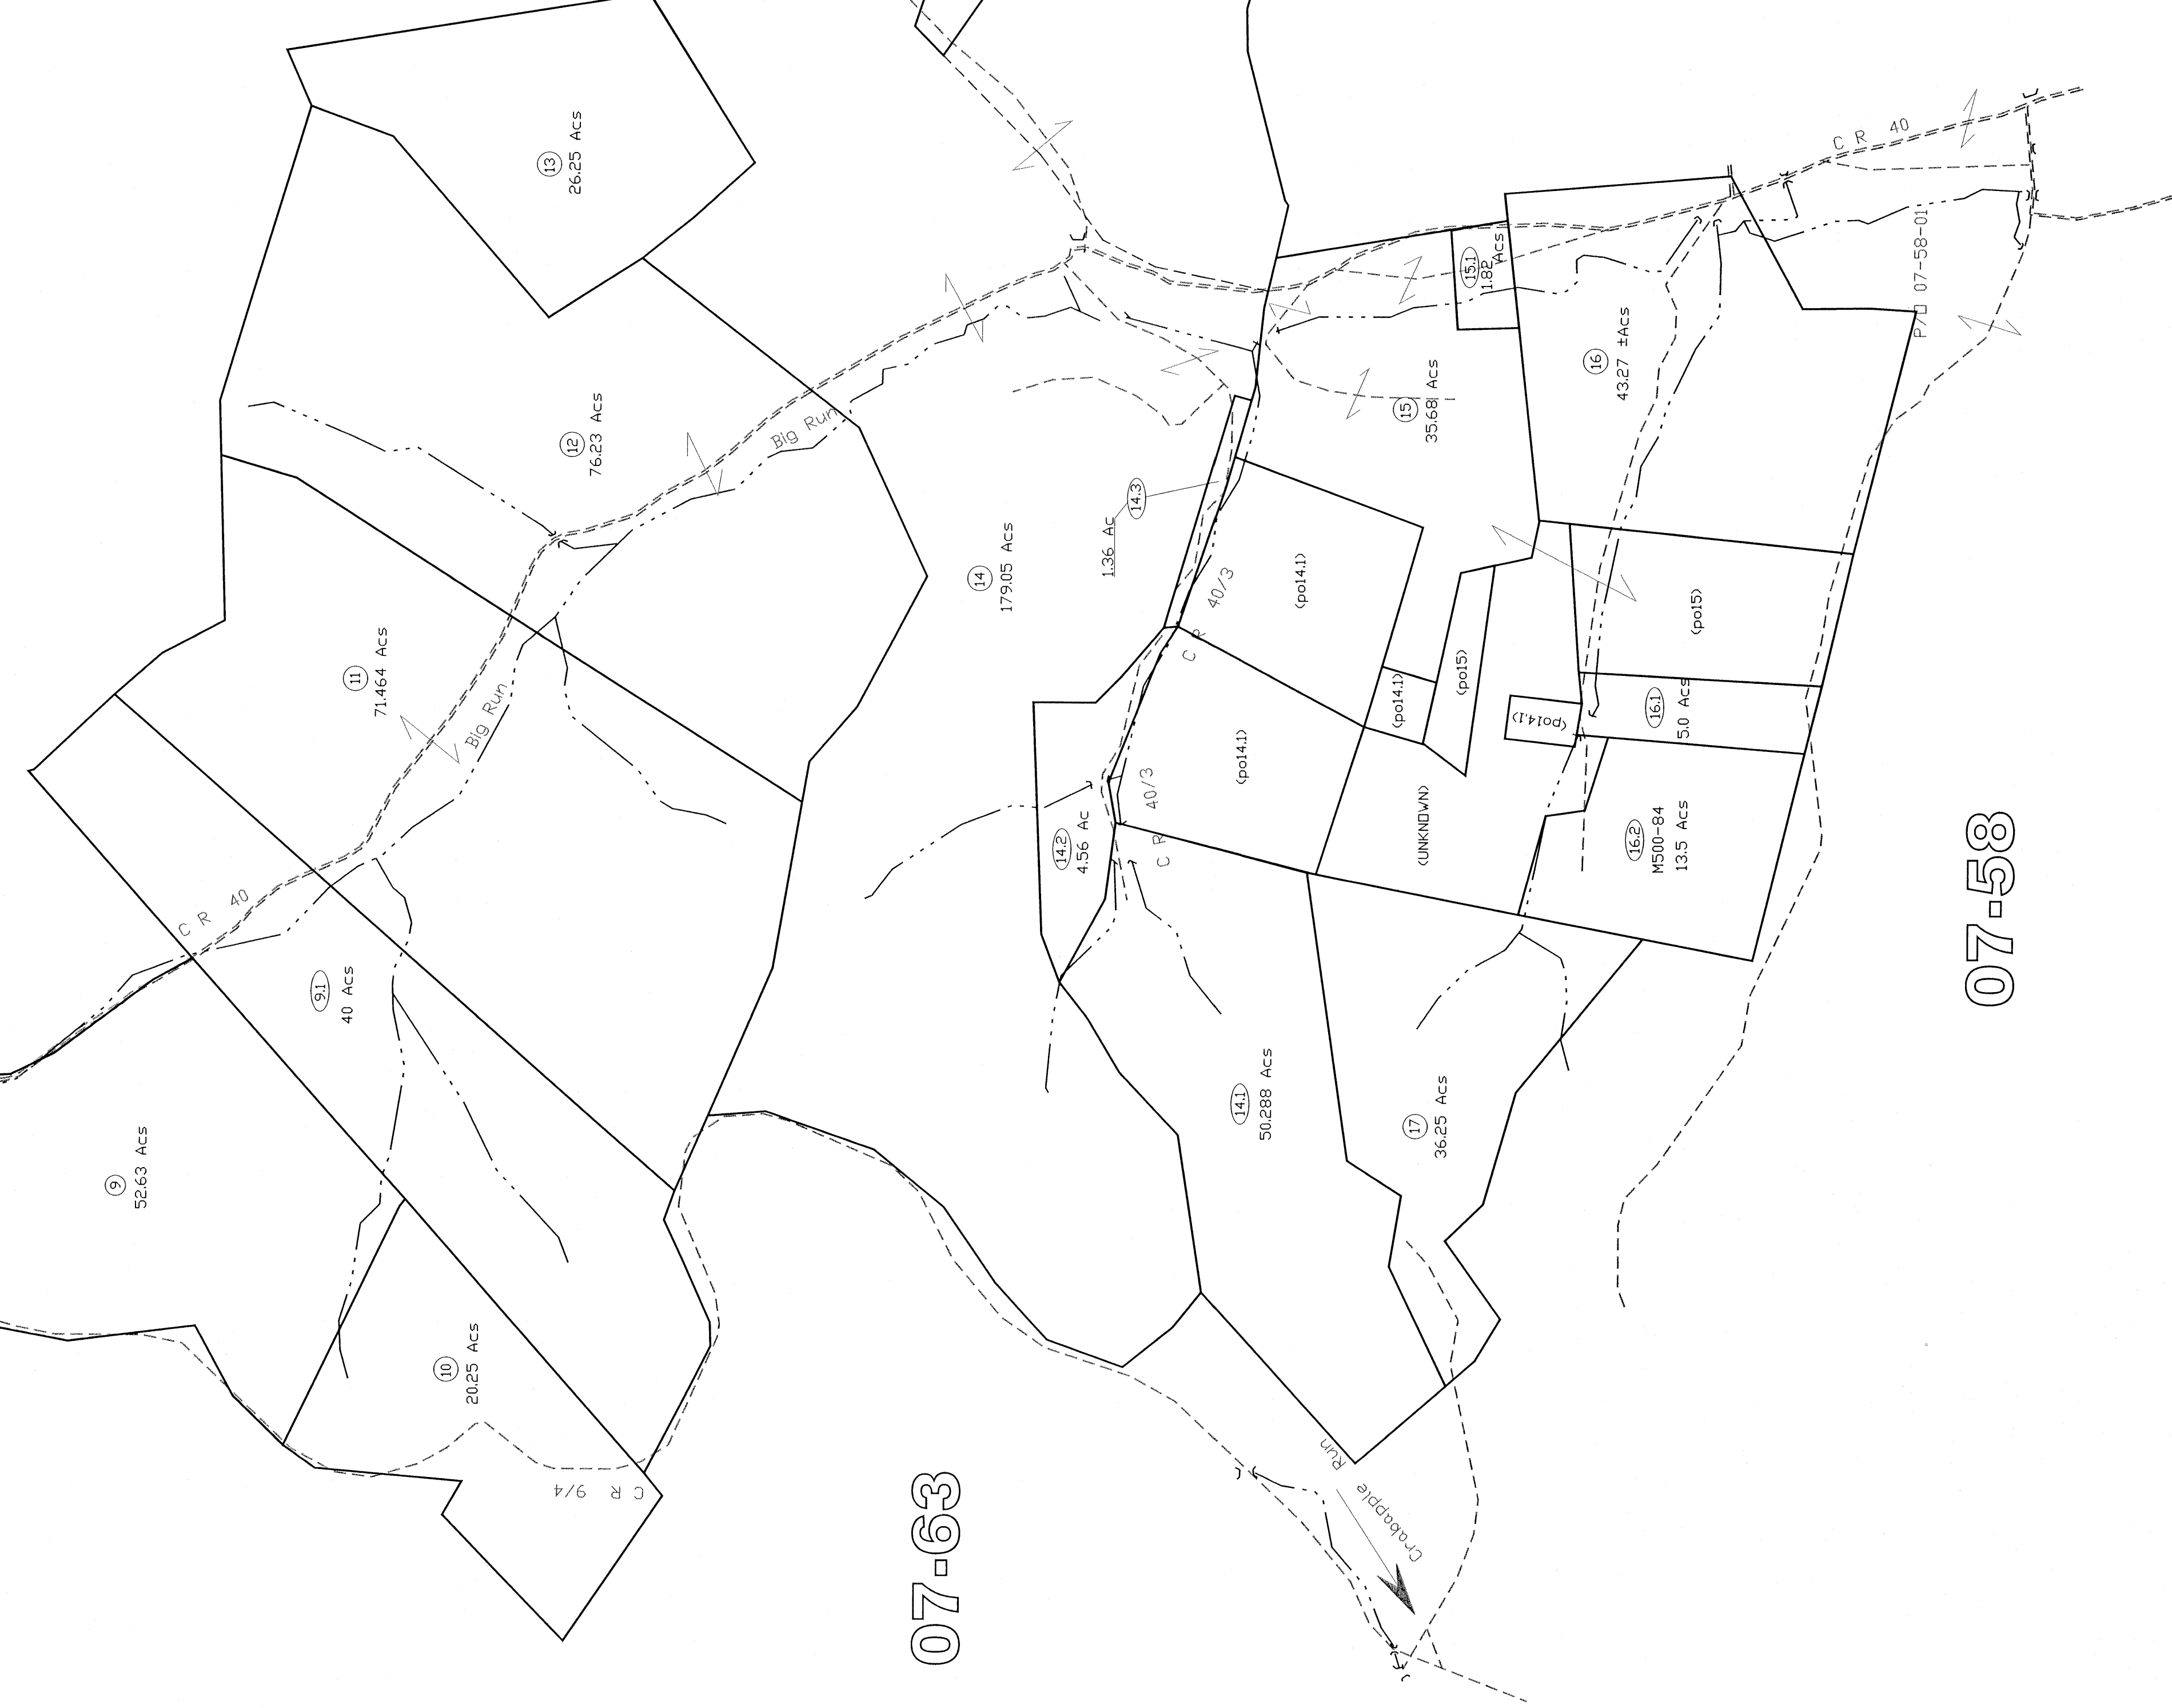 13
26.25 Acs
12
76.23 Acs
Big Run
11
71.464 Acs
Big Run
C R 40
9.1
40 Acs
9
52.63 Acs
10
20.25 Acs
C R 9/4
07-63
14
179.05 Acs
14.3
1.36 Ac
C R 40/3
14.2
4.56 Ac
C R 40/3
(po14.1)
(po14.1)
(po14.1)
(po15)
(UNKNOWN)
(po14.1)
15
35.68 Acs
15.1
1.82 Acs
16
43.27 ±Acs
(po15)
16.1
5.0 Acs
16.2
M500-84
13.5 Acs
14.1
50.288 Acs
17
36.25 Acs
Crabapple Run
C R 40
P/O 07-58-01
07-58